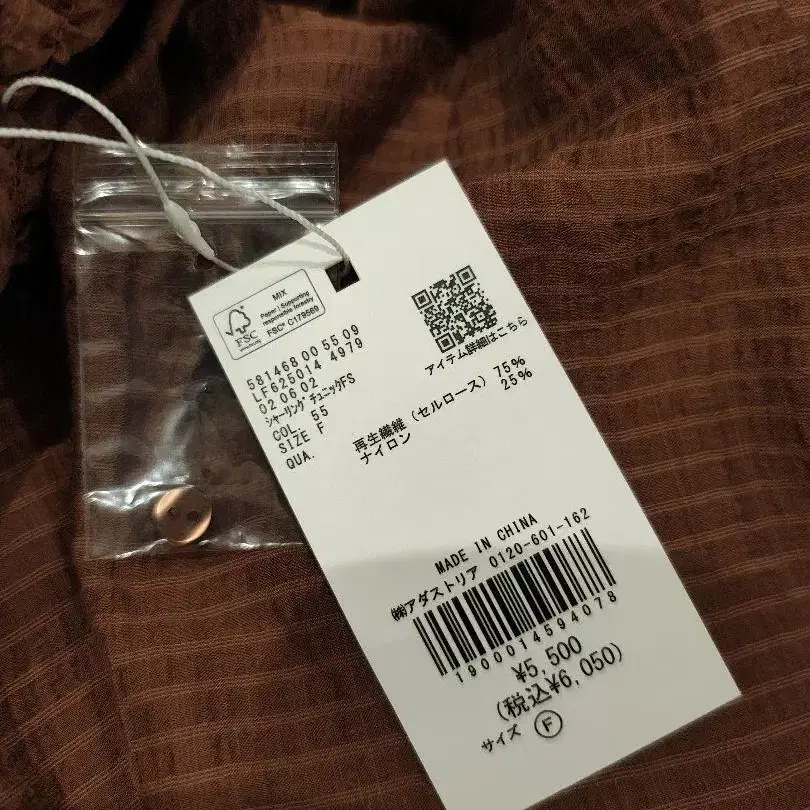 MIX
Paper | Supporting
responsible forestry
FSC® C179569
FSC
581468 00 55 09
LF625014 4979
02 06 02
シャーリングチュニックFS
COL. 55
SIZE F
QUA.
再生繊維(セルロース) 75%
ナイロン 25%
アイテム詳細はこちら
MADE IN CHINA
㈱アダストリア 0120-601-162
1900014594078
¥5,500
(税込¥6,050)
サイズ Ⓕ